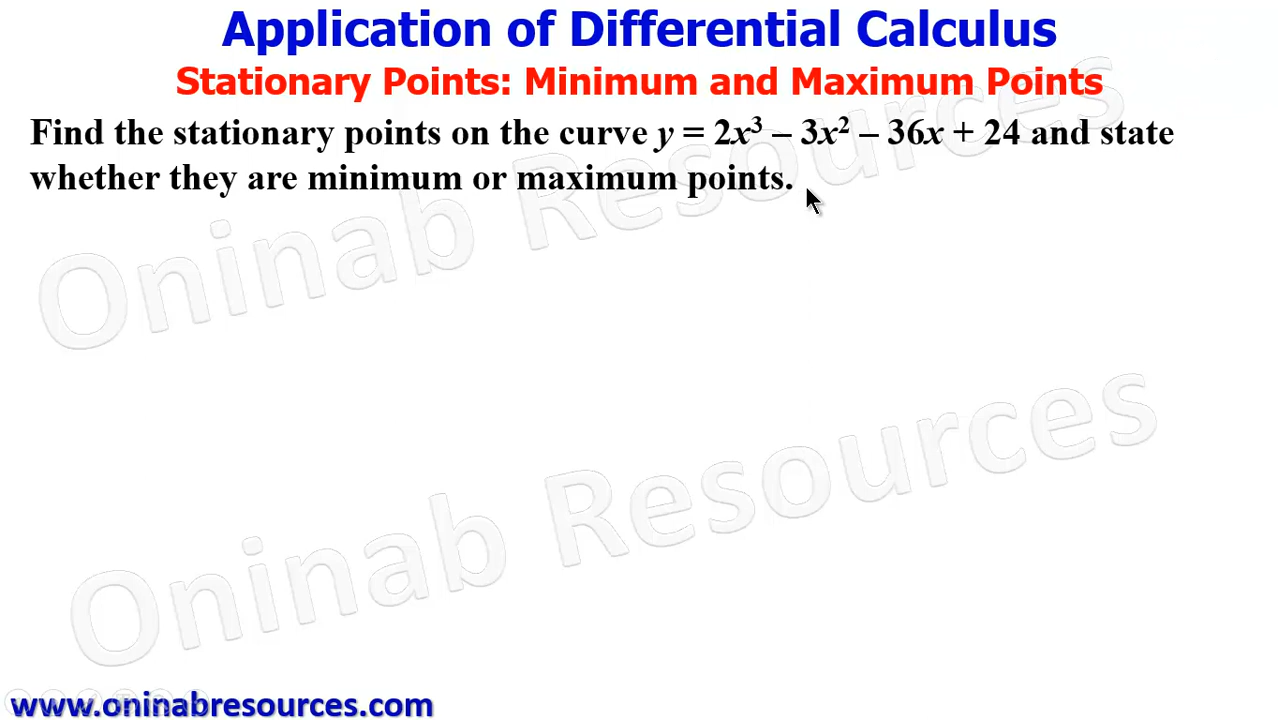 Application of Differential Calculus
Stationary Points: Minimum and Maximum Points
Find the stationary points on the curve y = 2x³ – 3x² – 36x + 24 and state
whether they are minimum or maximum points.
Oninab Resources
Oninab Resources
www.oninabresources.com